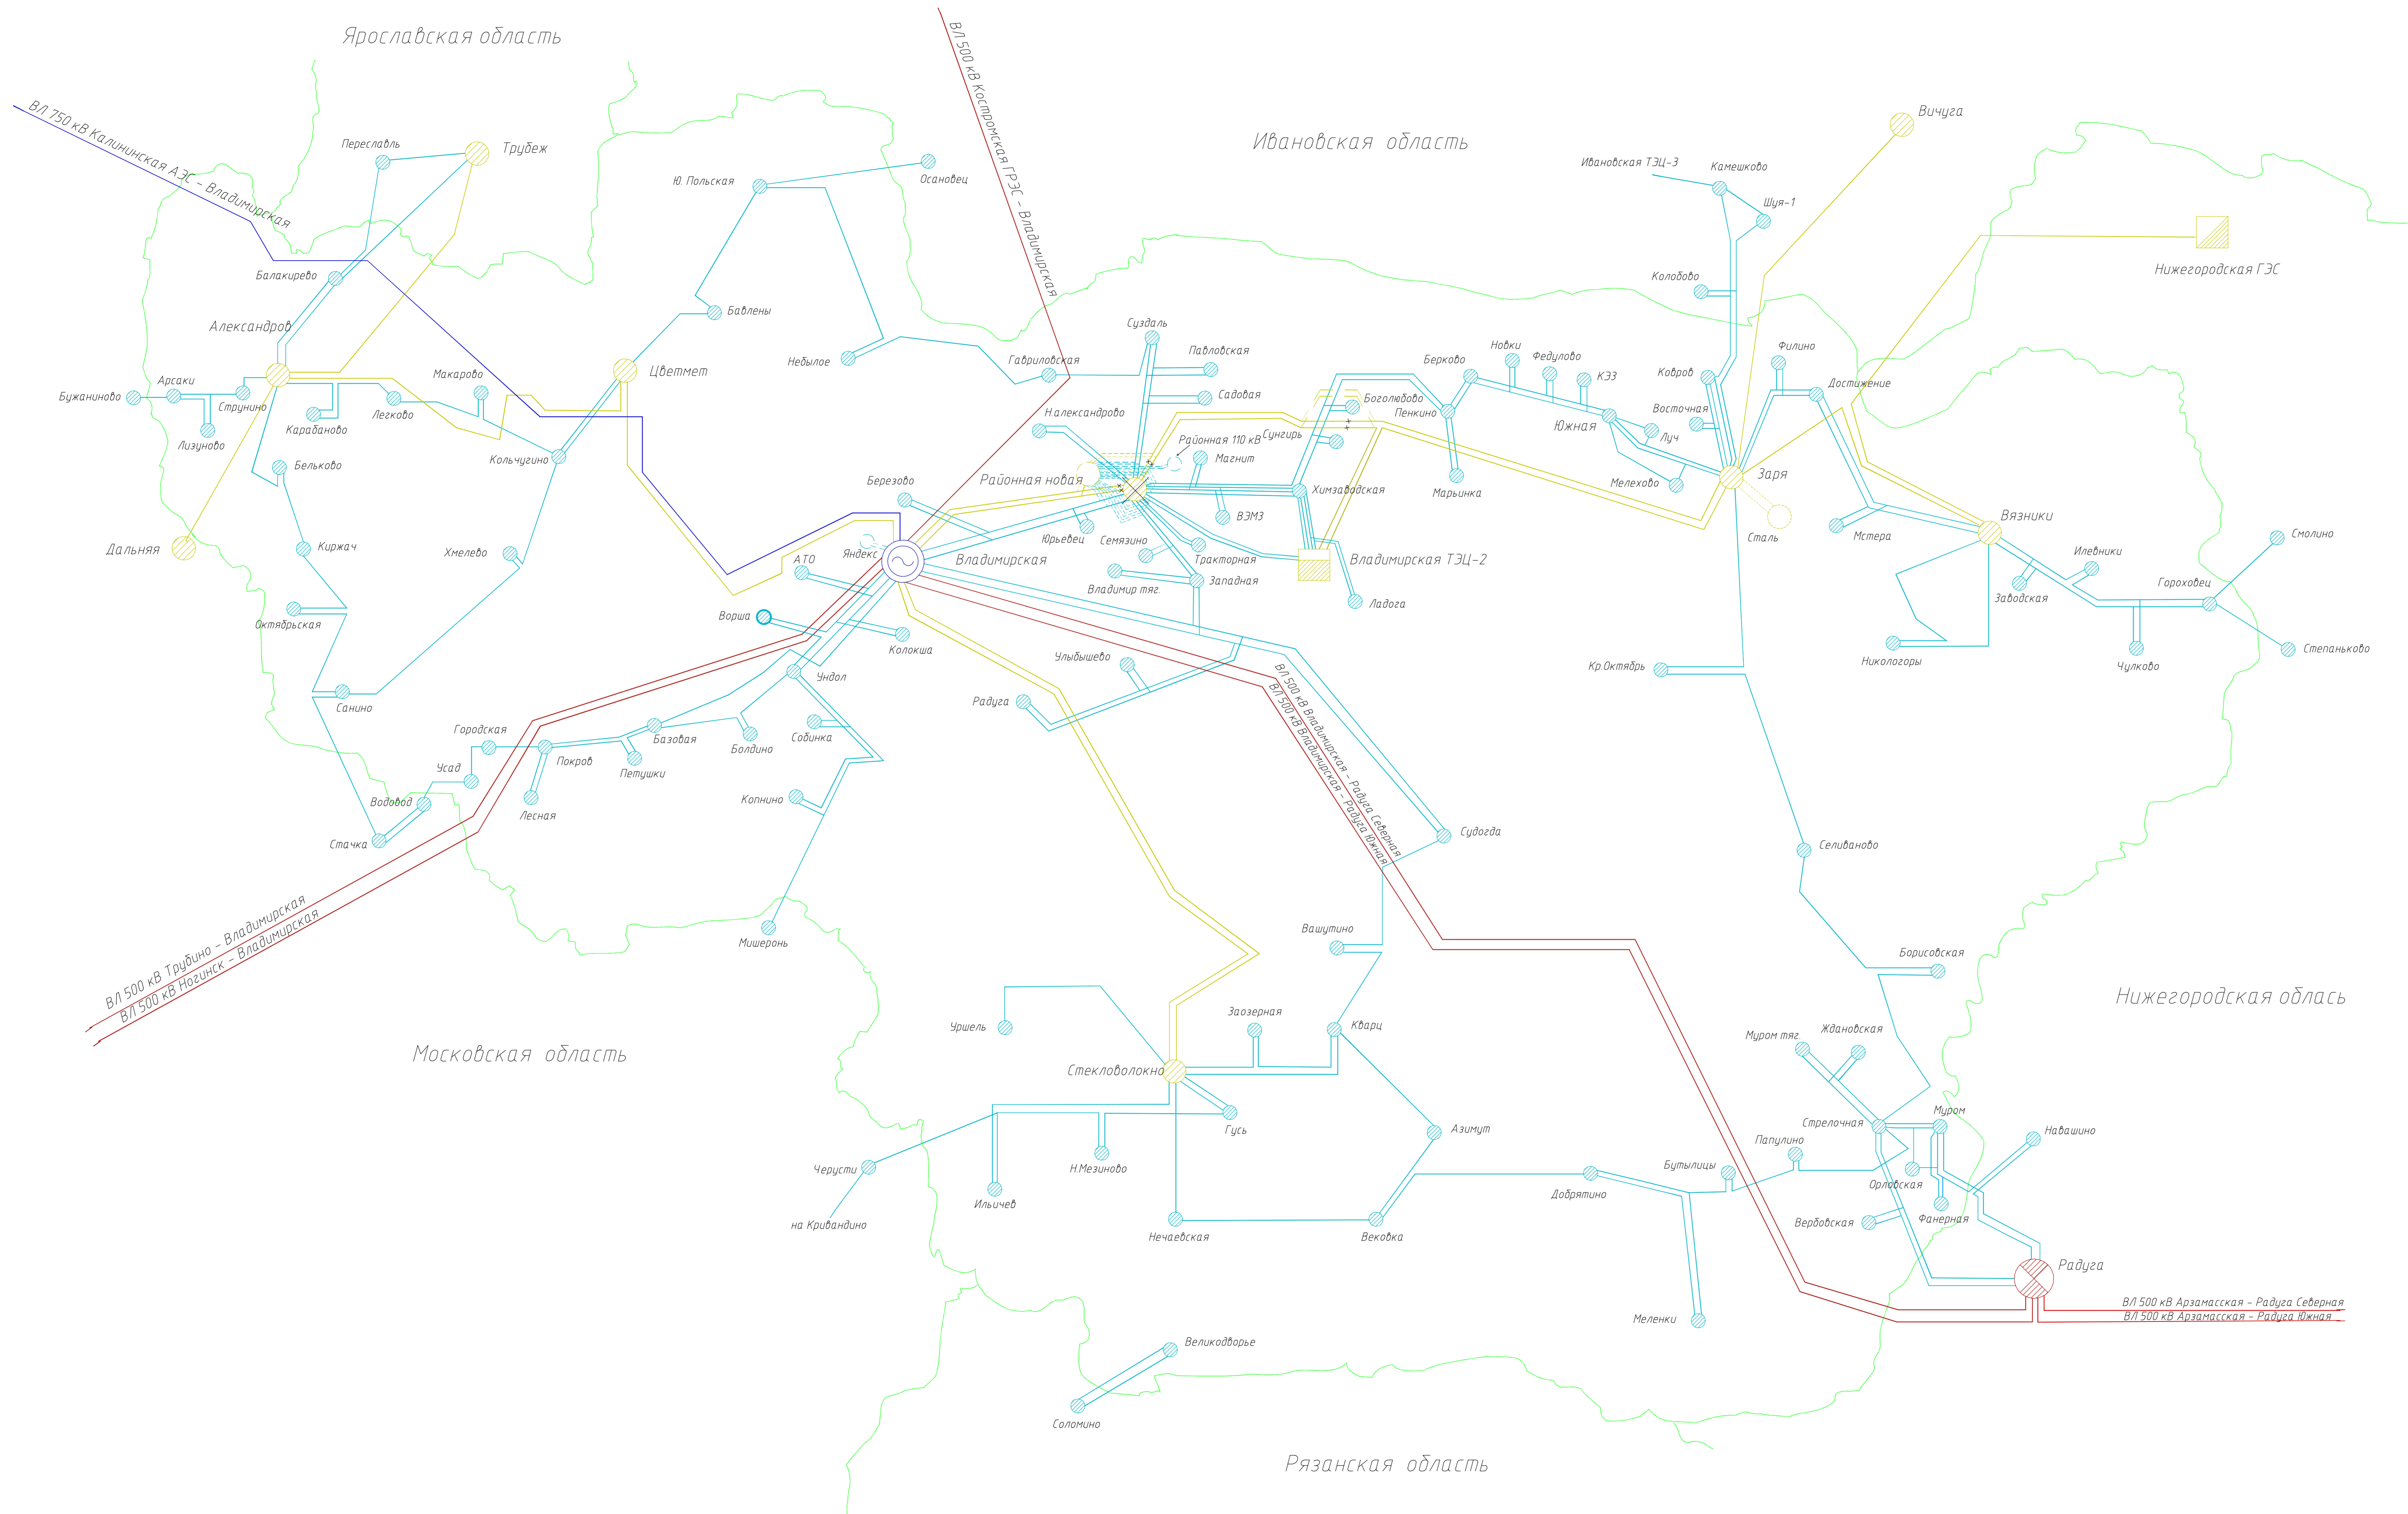 Ярославская область
ВЛ 500 кВ Костромская ГРЭС - Владимирская
ВЛ 750 кВ Калининская АЭС - Владимирская
Ивановская область
Вичуга
Переславль
Трубеж
Ю. Польская
Осановец
Ивановская ТЭЦ-3
Камешково
Шуя-1
Нижегородская ГЭС
Балакирево
Колобово
Александров
Бавлены
Небылое
Гавриловская
Суздаль
Павловская
Садовая
Н.александрово
Берково
Новки
Федулово
КЭЗ
Ковров
Филино
Достижение
Бужаниново
Арсаки
Струнино
Лизуново
Карабаново
Легково
Макарово
Цветмет
Кольчугино
Боголюбово
Пенкино
Сунгирь
Южная
Луч
Восточная
Мелехово
Заря
Сталь
Бельково
Березово
Районная новая
Районная 110 кВ
Магнит
ВЭМЗ
Химзаводская
Марьинка
Мстера
Вязники
Смолино
Дальняя
Киржач
Хмелево
АТО
Яндекс
Владимирская
Юрьевец
Семязино
Тракторная
Владимир тяг.
Западная
Владимирская ТЭЦ-2
Ладога
Илевники
Заводская
Гороховец
Октябрьская
Ворша
Колокша
Улыбышево
Кр.Октябрь
Никологоры
Чулково
Степаньково
Санино
Ундол
Радуга
ВЛ 500 кВ Владимирская - Радуга Северная
ВЛ 500 кВ Владимирская - Радуга Южная
Городская
Усад
Водовод
Стачка
Покров
Лесная
Петушки
Базовая
Болдино
Собинка
Копнино
Судогда
Селиваново
ВЛ 500 кВ Трубино - Владимирская
ВЛ 500 кВ Ногинск - Владимирская
Мишеронь
Вашутино
Борисовская
Нижегородская обласъ
Московская область
Уршель
Заозерная
Кварц
Муром тяг.
Ждановская
Стекловолокно
Гусь
Азимут
Стрелочная
Муром
Навашино
Черусти
на Кривандино
Н.Мезиново
Ильичев
Нечаевская
Вековка
Добрятино
Бутылицы
Папулино
Орловская
Вербовская
Фанерная
Радуга
ВЛ 500 кВ Арзамасская - Радуга Северная
ВЛ 500 кВ Арзамасская - Радуга Южная
Меленки
Великодворье
Соломино
Рязанская область